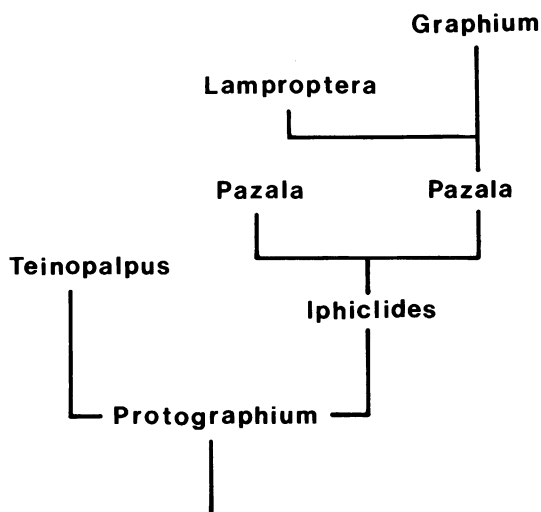 Graphium
Lamproptera
Pazala Pazala
Teinopalpus
Iphiclides
Protographium